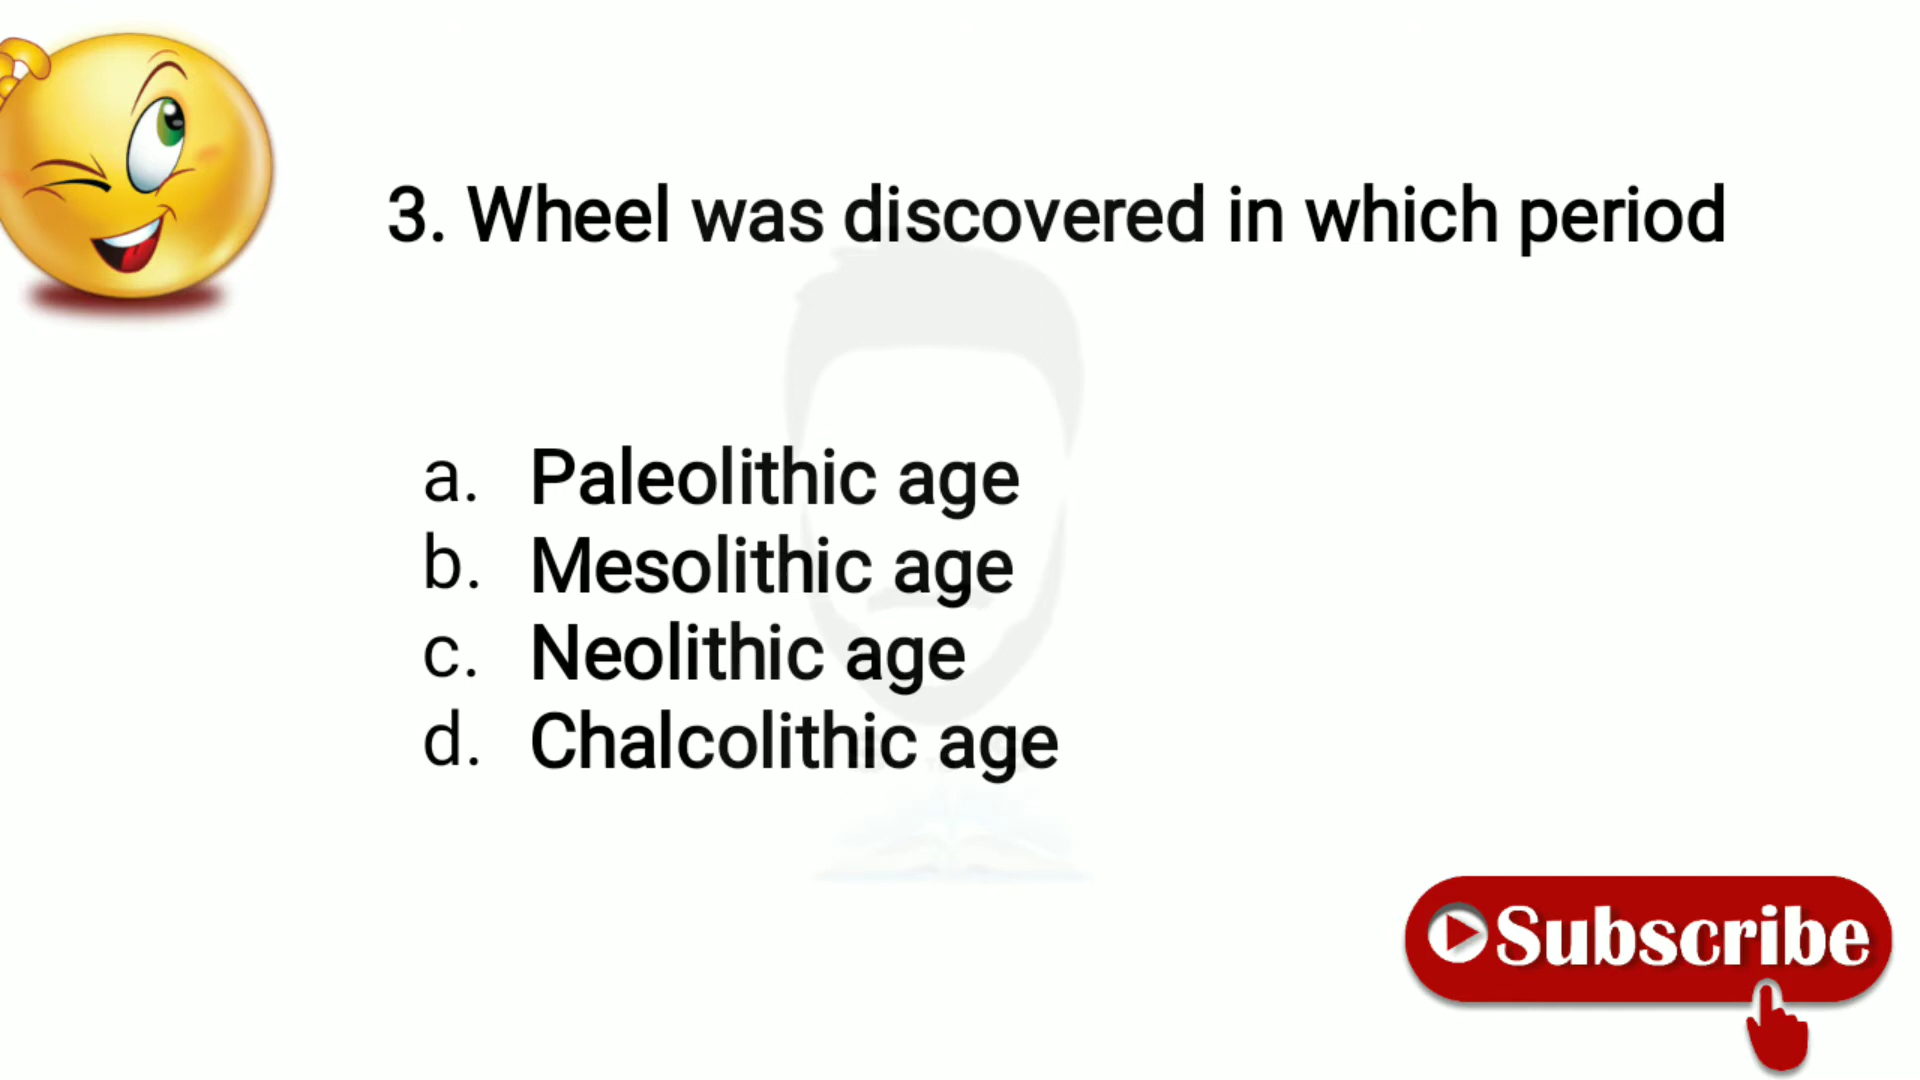 3. Wheel was discovered in which period
a. Paleolithic age
b. Mesolithic age
c. Neolithic age
d. Chalcolithic age
Subscribe